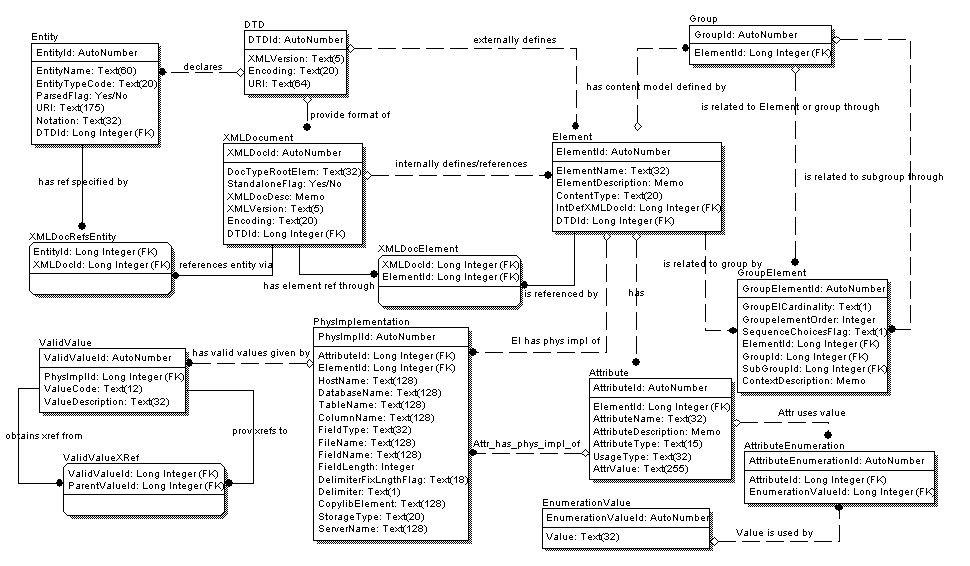 Entity
EntityId: AutoNumber
EntityName: Text(60)
EntityTypeCode: Text(20)
ParsedFlag: Yes/No
URI: Text(175)
Notation: Text(32)
DTDId: Long Integer (FK)
declares
DTD
DTDId: AutoNumber
XMLVersion: Text(5)
Encoding: Text(20)
URI: Text(64)
externally defines
Group
GroupId: AutoNumber
ElementId: Long Integer (FK)
has content model defined by
is related to Element or group through
is related to subgroup through
provide format of
has ref specified by
XMLDocument
XMLDocId: AutoNumber
DocTypeRootElem: Text(32)
StandaloneFlag: Yes/No
XMLDocDesc: Memo
XMLVersion: Text(5)
Encoding: Text(20)
DTDId: Long Integer (FK)
internally defines/references
Element
ElementId: AutoNumber
ElementName: Text(32)
ElementDescription: Memo
ContentType: Text(20)
IntDefXMLDocId: Long Integer (FK)
DTDId: Long Integer (FK)
XMLDocRefsEntity
EntityId: Long Integer (FK)
XMLDocId: Long Integer (FK)
references entity via
has element ref through
XMLDocElement
XMLDocId: Long Integer (FK)
ElementId: Long Integer (FK)
is referenced by
has
is related to group by
GroupElement
GroupElementId: AutoNumber
GroupElCardinality: Text(1)
GroupelementOrder: Integer
SequenceChoicesFlag: Text(1)
ElementId: Long Integer (FK)
GroupId: Long Integer (FK)
SubGroupId: Long Integer (FK)
ContextDescription: Memo
PhysImplementation
PhysImplId: AutoNumber
AttributeId: Long Integer (FK)
ElementId: Long Integer (FK)
HostName: Text(128)
DatabaseName: Text(128)
TableName: Text(128)
ColumnName: Text(128)
FieldType: Text(32)
FileName: Text(128)
FieldName: Text(128)
FieldLength: Integer
DelimiterFixLngthFlag: Text(18)
Delimiter: Text(1)
CopylibElement: Text(128)
StorageType: Text(20)
ServerName: Text(128)
El has phys impl of
ValidValue
ValidValueId: AutoNumber
PhysImplId: Long Integer (FK)
ValueCode: Text(12)
ValueDescription: Text(32)
has valid values given by
obtains xref from
prov xrefs to
ValidValueXRef
ValidValueId: Long Integer (FK)
ParentValueId: Long Integer (FK)
Attribute
AttributeId: AutoNumber
ElementId: Long Integer (FK)
AttributeName: Text(32)
AttributeDescription: Memo
AttributeType: Text(15)
UsageType: Text(32)
AttrValue: Text(255)
Attr_has_phys_impl_of
Attr uses value
AttributeEnumeration
AttributeEnumerationId: AutoNumber
AttributeId: Long Integer (FK)
EnumerationValueId: Long Integer (FK)
EnumerationValue
EnumerationValueId: AutoNumber
Value: Text(32)
Value is used by